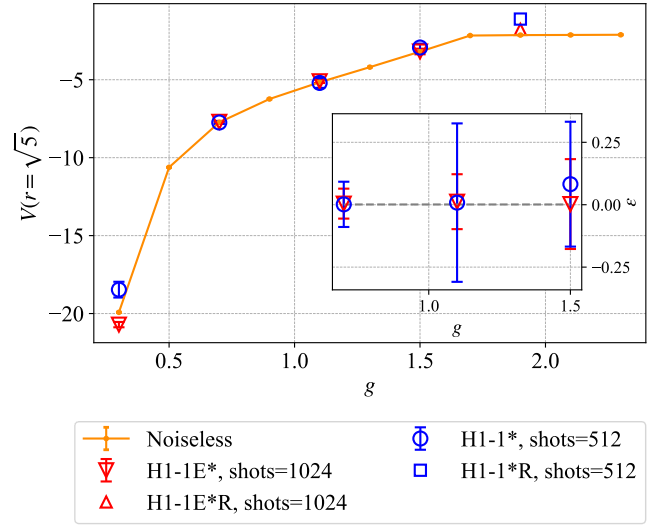 V(r = √5)
−5
−10
−15
−20
0.5
1.0
1.5
2.0
g
0.25
0.00
−0.25
ε
1.0
1.5
g
Noiseless
H1-1E*, shots=1024
H1-1E*R, shots=1024
H1-1*, shots=512
H1-1*R, shots=512